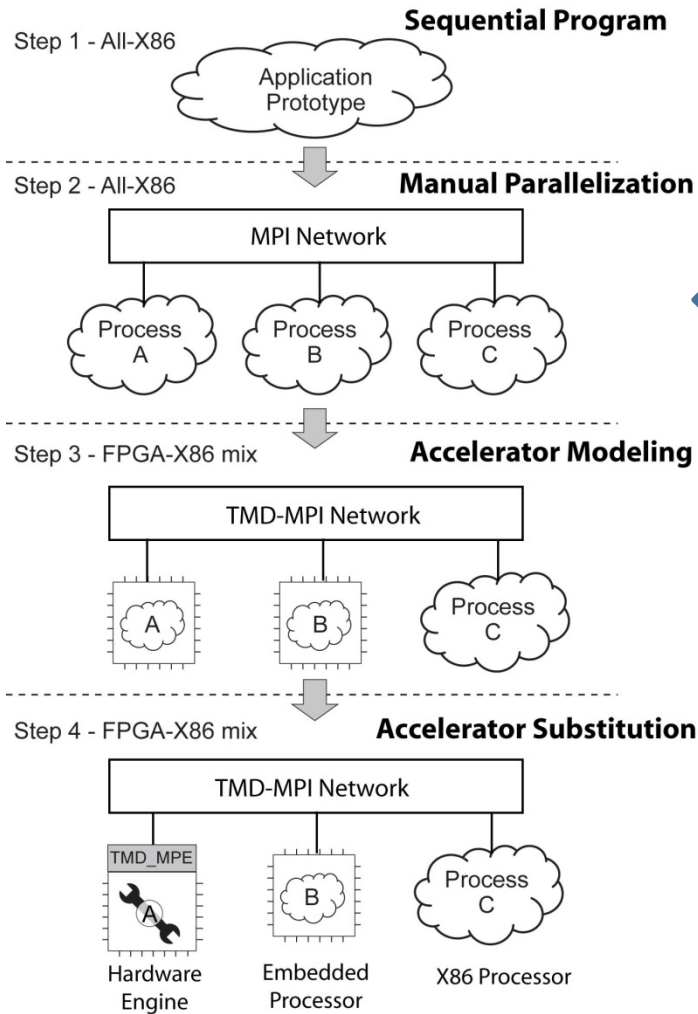 Sequential Program
Step 1 - All-X86
Application
Prototype
Step 2 - All-X86
Manual Parallelization
MPI Network
Process
A
Process
B
Process
C
Step 3 - FPGA-X86 mix
Accelerator Modeling
TMD-MPI Network
A
B
Process
C
Step 4 - FPGA-X86 mix
Accelerator Substitution
TMD-MPI Network
TMD_MPE
A
B
Process
C
Hardware
Engine
Embedded
Processor
X86 Processor